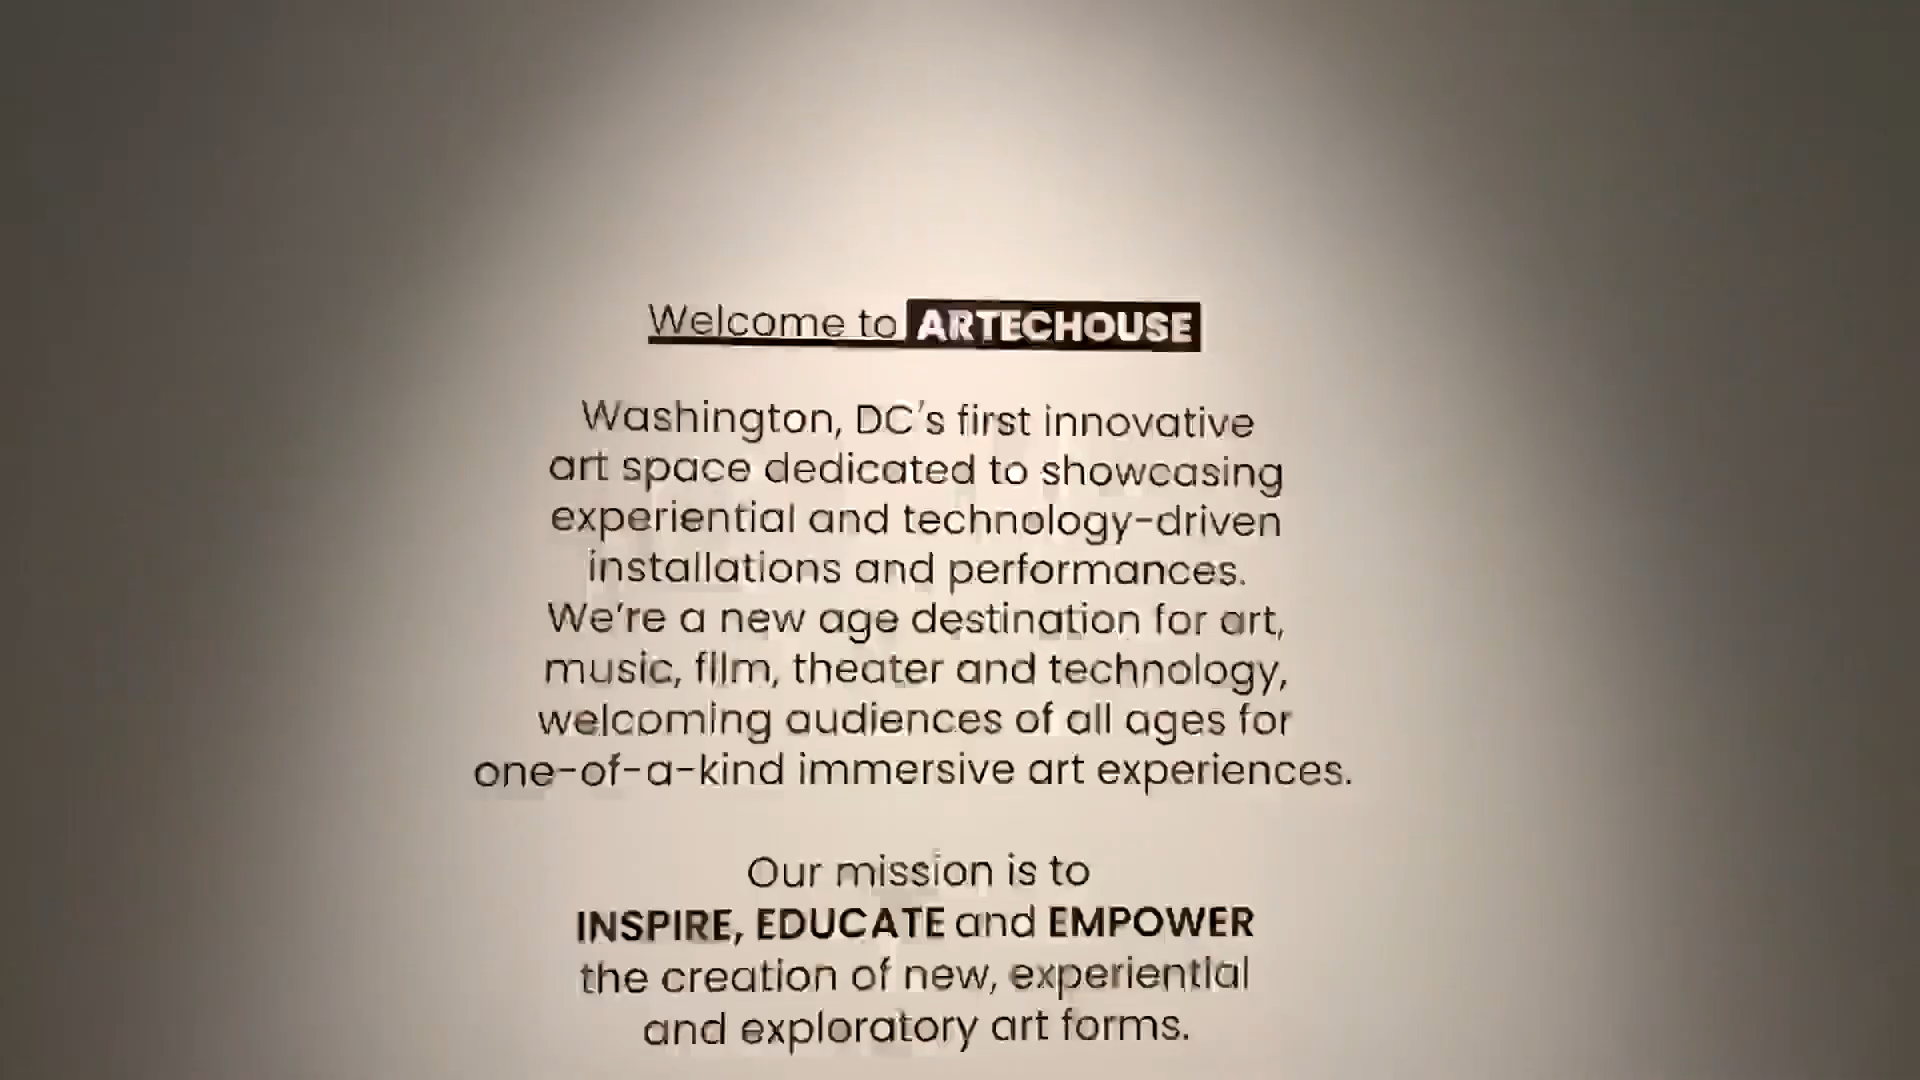 Welcome to ARTECHOUSE
Washington, DC's first innovative
art space dedicated to showcasing
experiential and technology-driven
installations and performances.
We're a new age destination for art,
music, film, theater and technology,
welcoming audiences of all ages for
one-of-a-kind immersive art experiences.
Our mission is to
INSPIRE, EDUCATE and EMPOWER
the creation of new, experiential
and exploratory art forms.